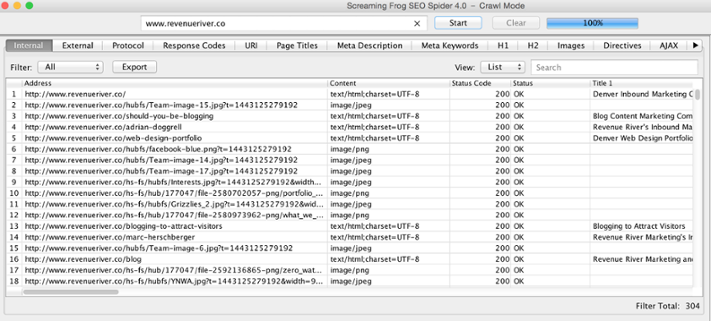 Screaming Frog SEO Spider 4.0 – Crawl Mode
www.revenueriver.co Start Clear 100%
Internal External Protocol Response Codes URI Page Titles Meta Description Meta Keywords H1 H2 Images Directives AJAX
Filter: All Export View: List Search
Address Content Status Code Status Title 1
1 http://www.revenueriver.co/ text/html;charset=UTF-8 200 OK Denver Inbound Marketing C
2 http://www.revenueriver.co/hubfs/Team-image-15.jpg?t=1443125279192 image/jpeg 200 OK
3 http://www.revenueriver.co/should-you-be-blogging text/html;charset=UTF-8 200 OK Blog Content Marketing Com
4 http://www.revenueriver.co/adrian-doggrell text/html;charset=UTF-8 200 OK Revenue River's Inbound Ma
5 http://www.revenueriver.co/web-design-portfolio text/html;charset=UTF-8 200 OK Denver Web Design Portfolio
6 http://www.revenueriver.co/hubfs/facebook-blue.png?t=1443125279192 image/png 200 OK
7 http://www.revenueriver.co/hubfs/Team-image-14.jpg?t=1443125279192 image/jpeg 200 OK
8 http://www.revenueriver.co/hubfs/Team-image-17.jpg?t=1443125279192 image/jpeg 200 OK
9 http://www.revenueriver.co/hs-fs/hubfs/Interests.jpg?t=1443125279192&width... image/jpeg 200 OK
10 http://www.revenueriver.co/hs-fs/hub/177047/file-2580702057-png/portfolio_... image/png 200 OK
11 http://www.revenueriver.co/hs-fs/hubfs/Grizzlies_2.jpg?t=1443125279192&wid... image/jpeg 200 OK
12 http://www.revenueriver.co/hs-fs/hub/177047/file-2580973962-png/what_we_... image/png 200 OK
13 http://www.revenueriver.co/blogging-to-attract-visitors text/html;charset=UTF-8 200 OK Blogging to Attract Visitors
14 http://www.revenueriver.co/marc-herschberger text/html;charset=UTF-8 200 OK Revenue River Marketing's In
15 http://www.revenueriver.co/hubfs/Team-image-6.jpg?t=1443125279192 image/jpeg 200 OK
16 http://www.revenueriver.co/blog text/html;charset=UTF-8 200 OK Revenue River Marketing and
17 http://www.revenueriver.co/hs-fs/hub/177047/file-2592136865-png/zero_wat... image/png 200 OK
18 http://www.revenueriver.co/hs-fs/hubfs/YNWA.jpg?t=1443125279192&width=9... image/jpeg 200 OK
Filter Total: 304